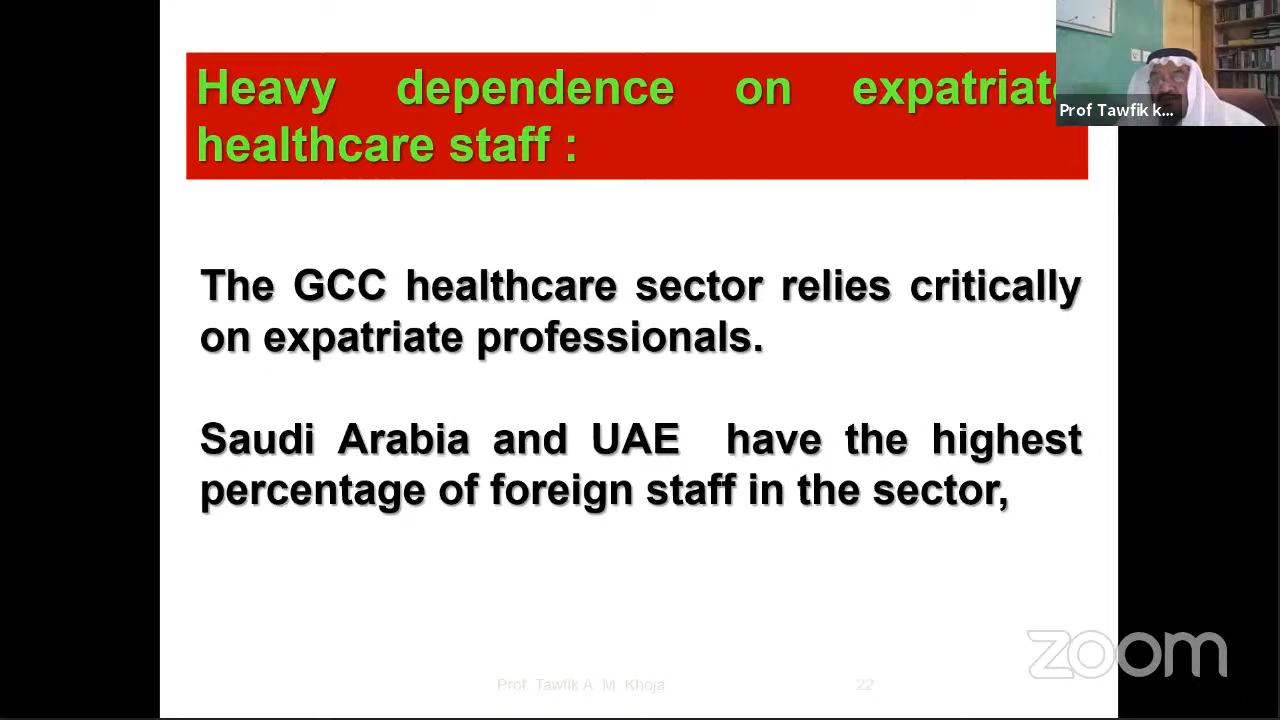 Heavy dependence on expatriate
healthcare staff :
Prof Tawfik k...
The GCC healthcare sector relies critically
on expatriate professionals.
Saudi Arabia and UAE have the highest
percentage of foreign staff in the sector,
zoom
Prof. Tawfik A. M. Khoja
22